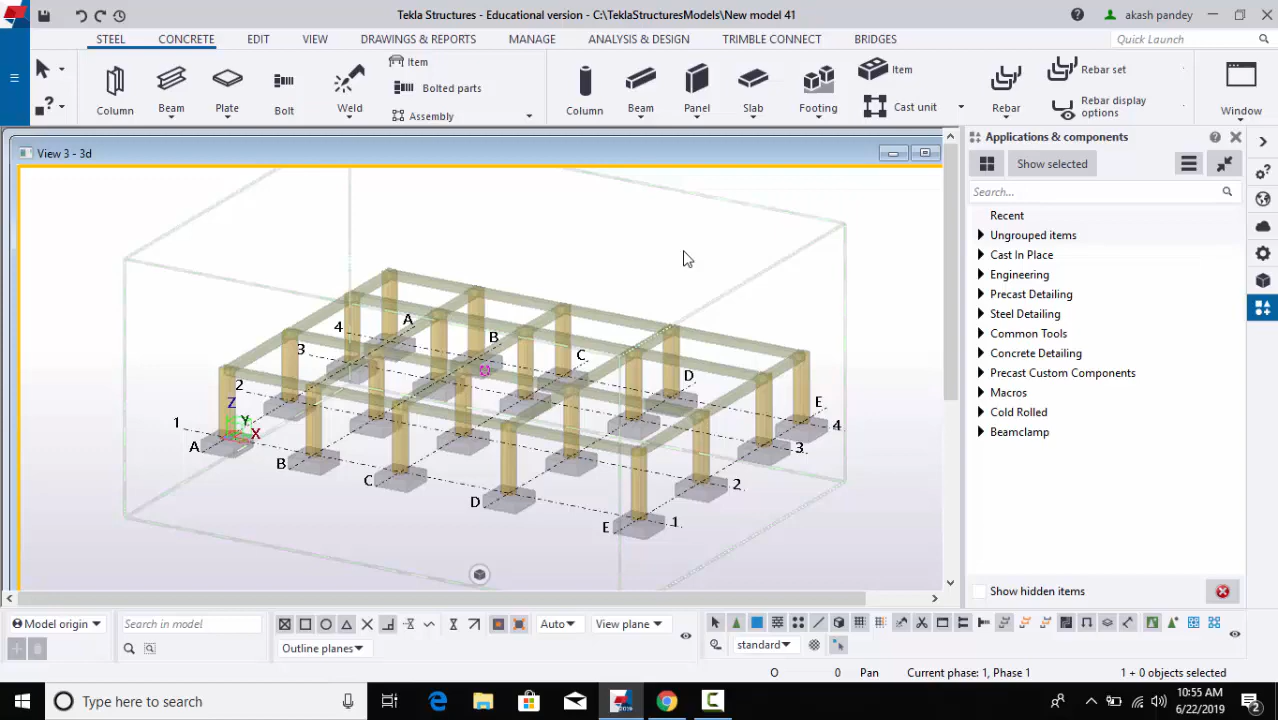 Tekla Structures - Educational version - C:\TeklaStructuresModels\New model 41
akash pandey
STEEL CONCRETE EDIT VIEW DRAWINGS & REPORTS MANAGE ANALYSIS & DESIGN TRIMBLE CONNECT BRIDGES
Quick Launch
Column Beam Plate Bolt Weld
Item
Bolted parts
Assembly
Column Beam Panel Slab Footing
Item
Cast unit
Rebar
Rebar set
Rebar display
options
Window
View 3 - 3d
Applications & components
Show selected
Search...
Recent
Ungrouped items
Cast In Place
Engineering
Precast Detailing
Steel Detailing
Common Tools
Concrete Detailing
Precast Custom Components
Macros
Cold Rolled
Beamclamp
Show hidden items
A
4
B
3
C
D
2
E
Z
Y
X
1
4
A
3
B
C
2
D
E
1
Model origin
Search in model
Auto
View plane
Outline planes
standard
O 0 Pan Current phase: 1, Phase 1 1 + 0 objects selected
Type here to search
2019
10:55 AM
6/22/2019
2